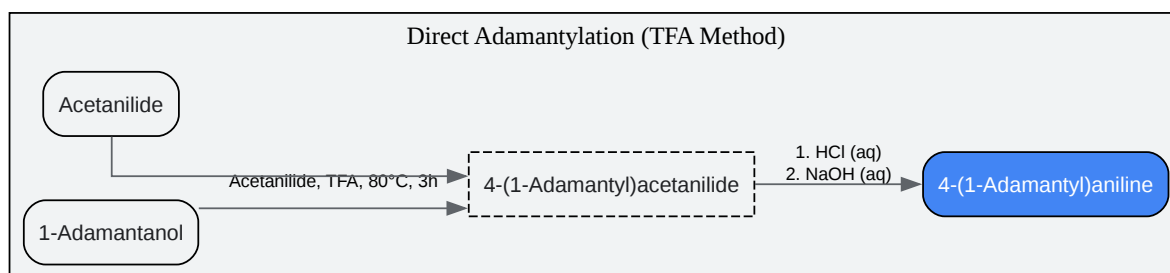 Direct Adamantylation (TFA Method)
Acetanilide
Acetanilide, TFA, 80°C, 3h
1-Adamantanol
4-(1-Adamantyl)acetanilide
1. HCl (aq)
2. NaOH (aq)
4-(1-Adamantyl)aniline